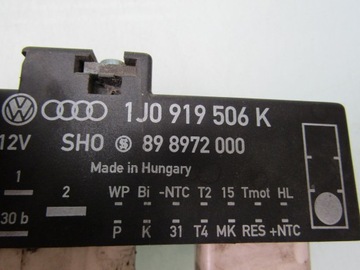 1J0 919 506 K
12V SHO 89 8972 000
Made in Hungary
1 2 WP Bi -NTC T2 15 Tmot HL
30 b P K 31 T4 MK RES +NTC